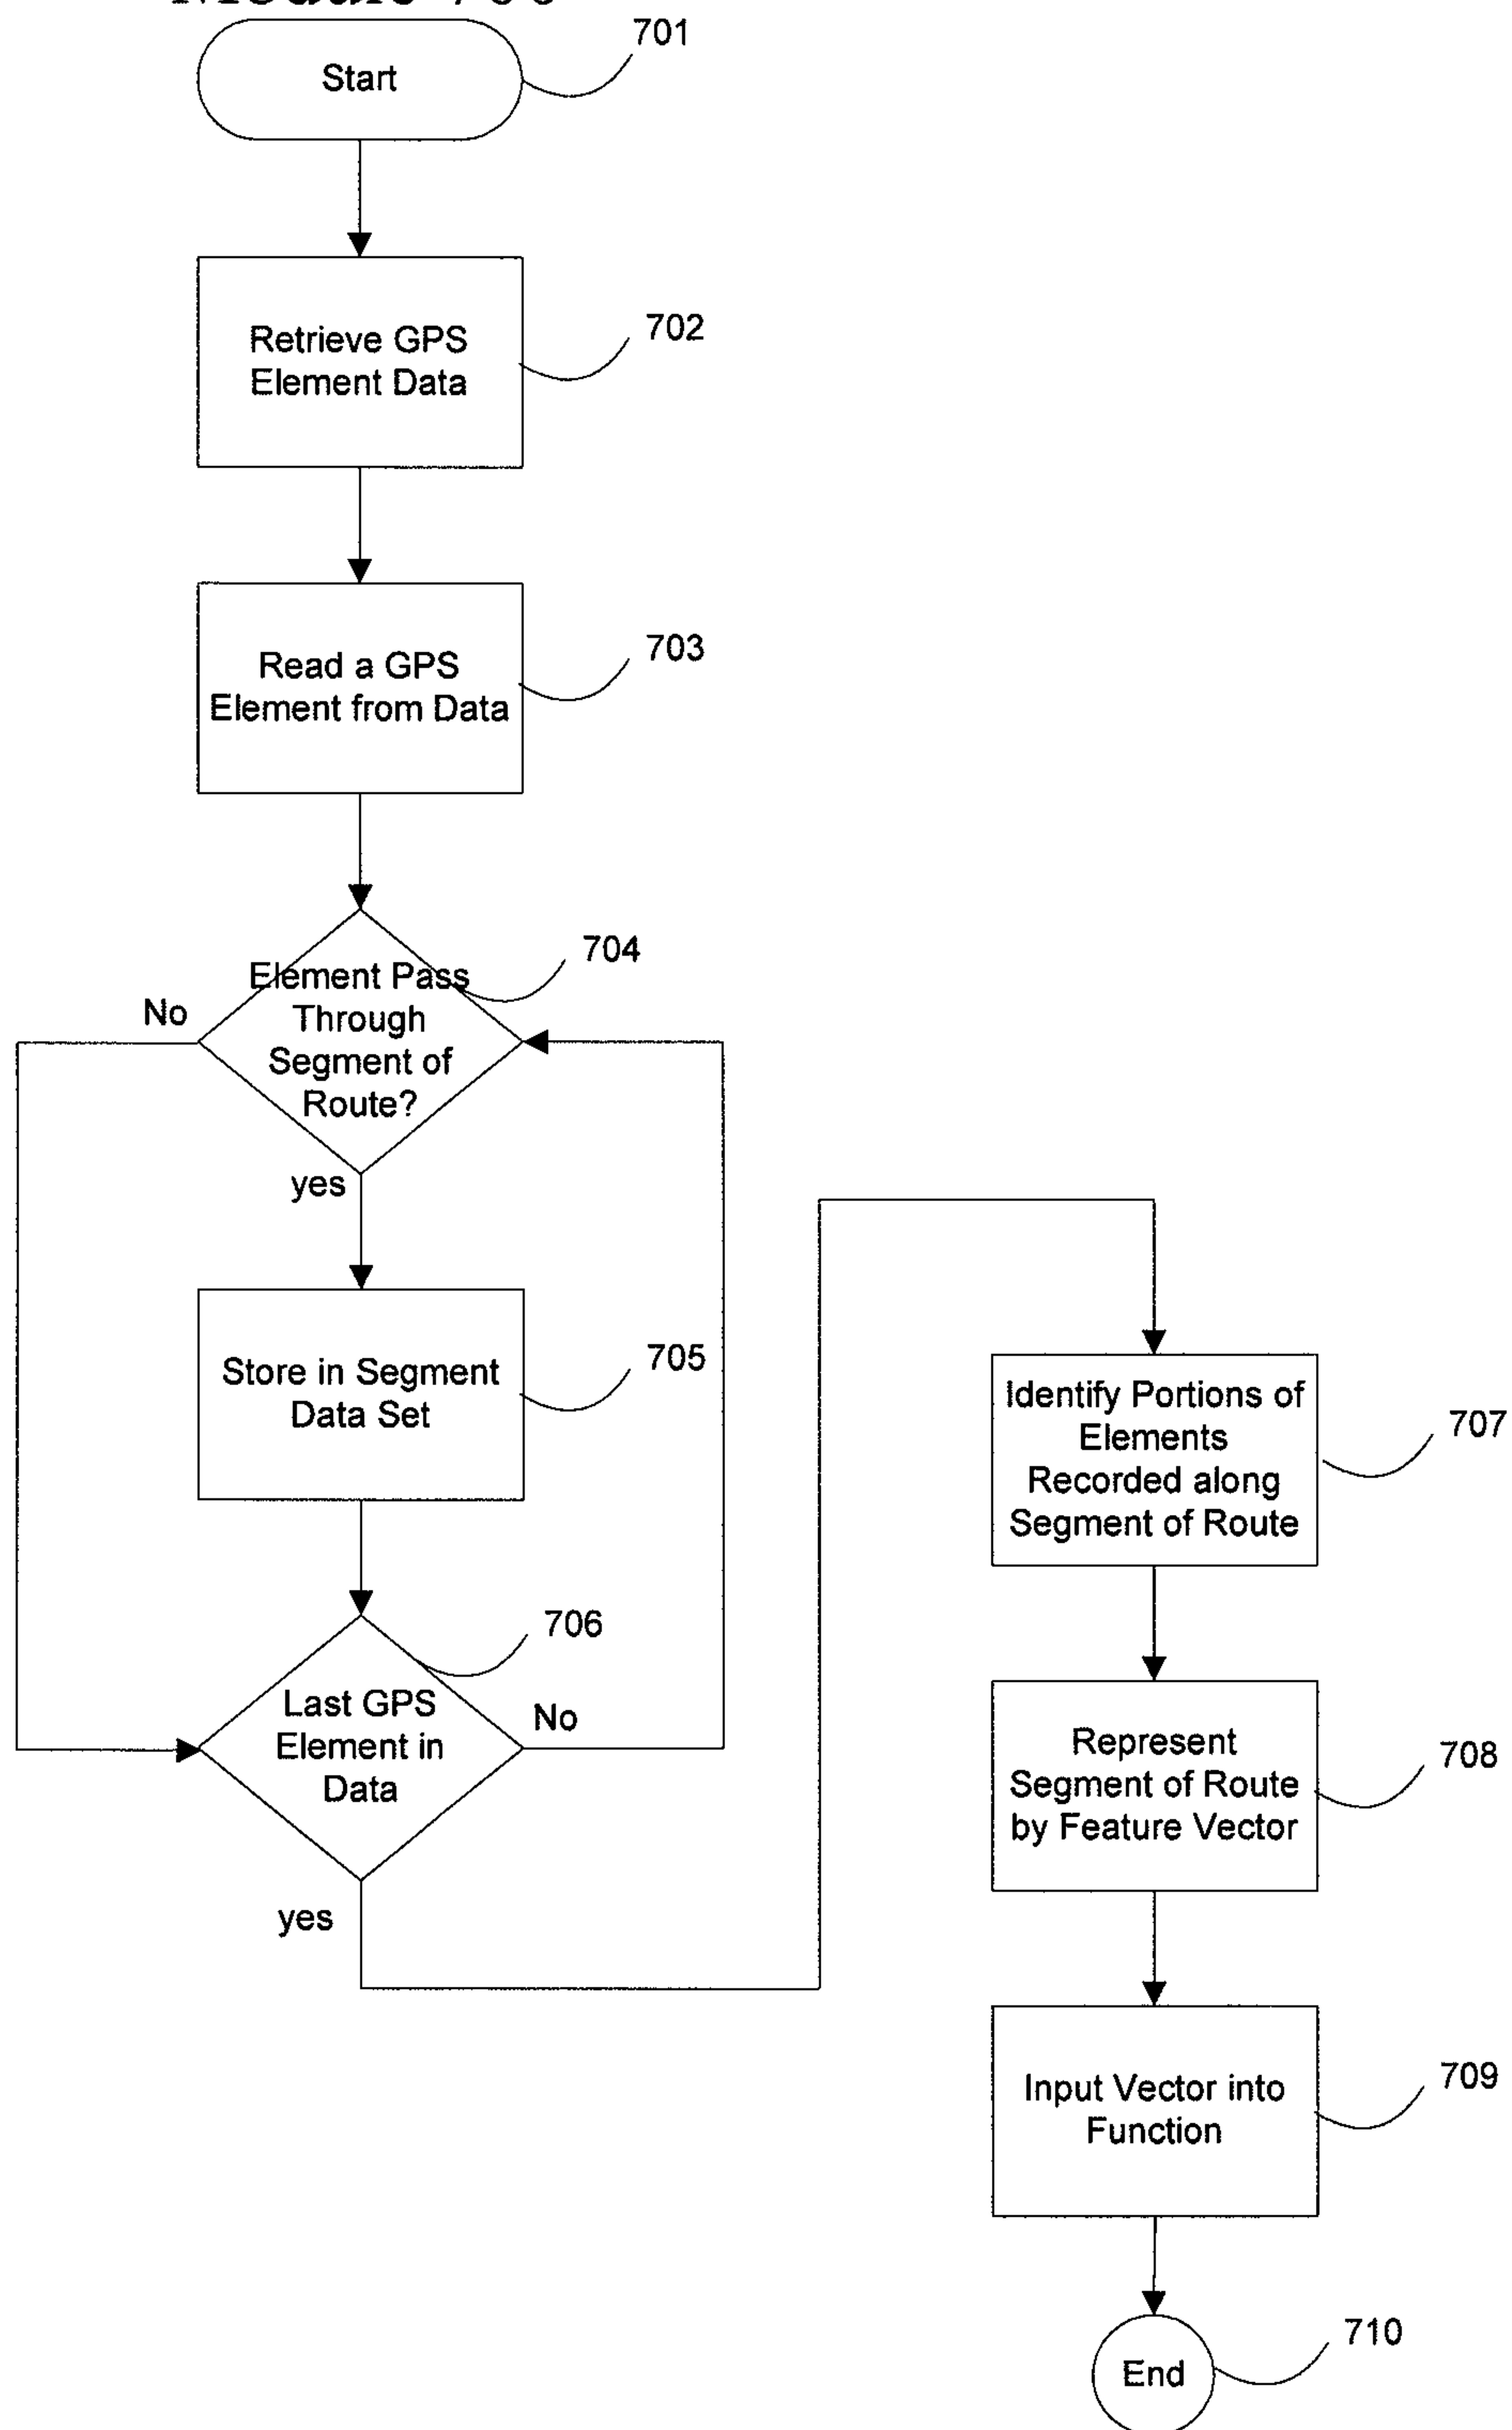 Start
701
Retrieve GPS
Element Data
702
Read a GPS
Element from Data
703
Element Pass
Through
Segment of
Route?
704
No
yes
Store in Segment
Data Set
705
Last GPS
Element in
Data
706
No
yes
Identify Portions of
Elements
Recorded along
Segment of Route
707
Represent
Segment of Route
by Feature Vector
708
Input Vector into
Function
709
End
710